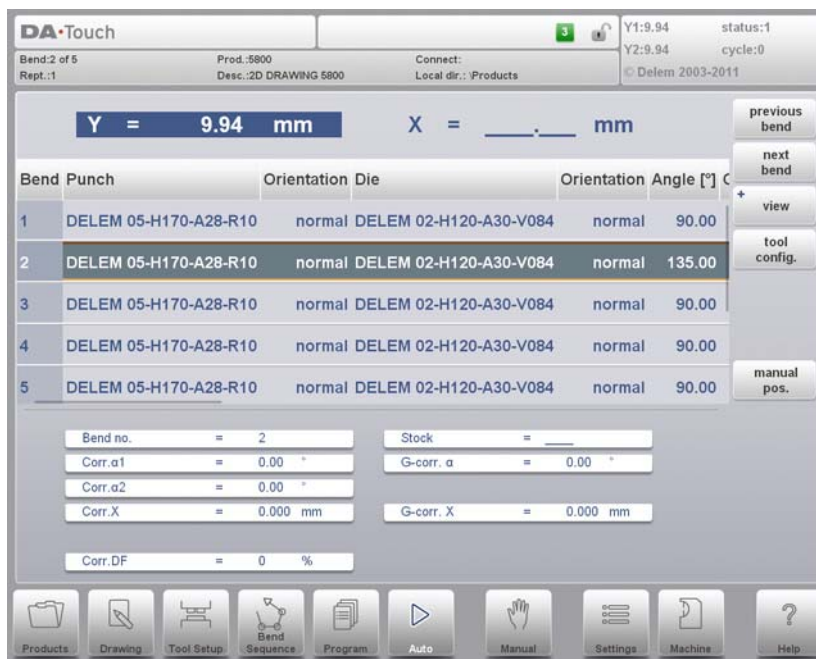 DA·Touch
3
Y1:9.94 status:1
Y2:9.94 cycle:0
© Delem 2003-2011
Bend:2 of 5 Prod.:5800 Connect:
Rept.:1 Desc.:2D DRAWING 5800 Local dir.: \Products
Y = 9.94 mm X = ___.__ mm
previous
bend
next
bend
+
view
tool
config.
manual
pos.
Bend Punch Orientation Die Orientation Angle [°] C
1 DELEM 05-H170-A28-R10 normal DELEM 02-H120-A30-V084 normal 90.00
2 DELEM 05-H170-A28-R10 normal DELEM 02-H120-A30-V084 normal 135.00
3 DELEM 05-H170-A28-R10 normal DELEM 02-H120-A30-V084 normal 90.00
4 DELEM 05-H170-A28-R10 normal DELEM 02-H120-A30-V084 normal 90.00
5 DELEM 05-H170-A28-R10 normal DELEM 02-H120-A30-V084 normal 90.00
Bend no. = 2 Stock = ____
Corr.α1 = 0.00 ° G-corr. α = 0.00 °
Corr.α2 = 0.00 °
Corr.X = 0.000 mm G-corr. X = 0.000 mm
Corr.DF = 0 %
Products Drawing Tool Setup Bend Sequence Program Auto Manual Settings Machine ? Help